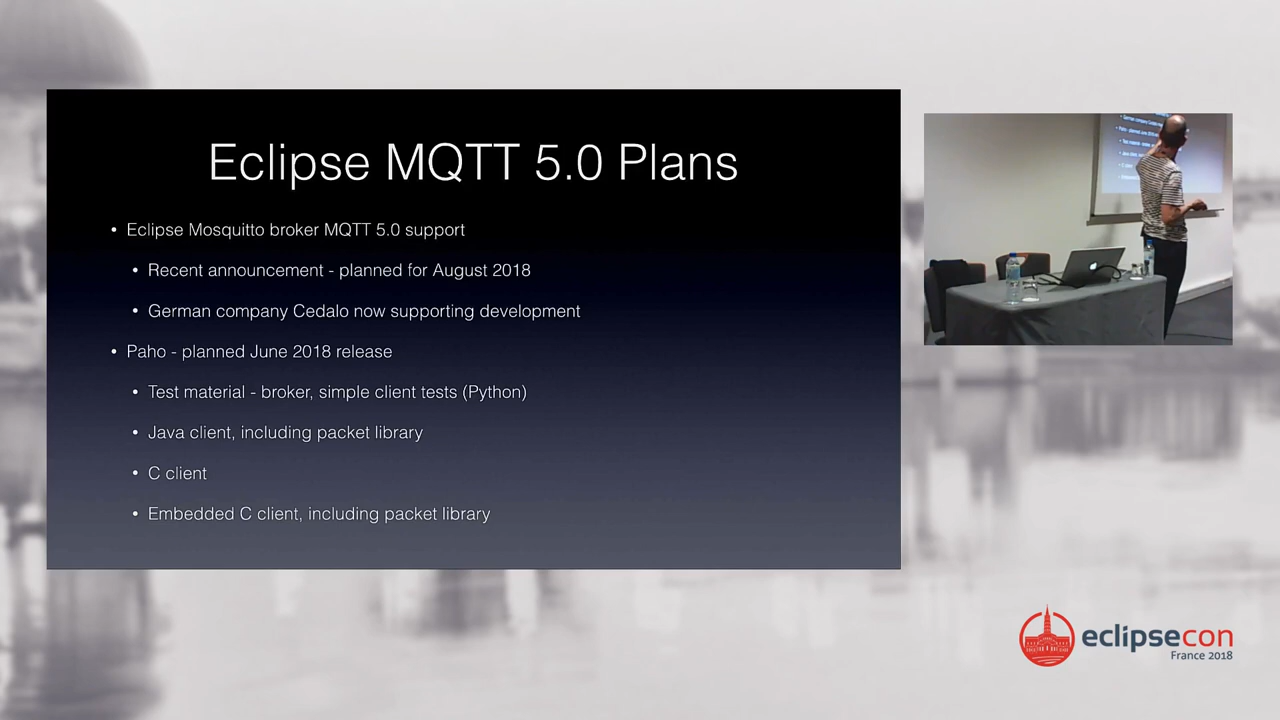 Eclipse MQTT 5.0 Plans
• Eclipse Mosquitto broker MQTT 5.0 support
• Recent announcement - planned for August 2018
• German company Cedalo now supporting development
• Paho - planned June 2018 release
• Test material - broker, simple client tests (Python)
• Java client, including packet library
• C client
• Embedded C client, including packet library
eclipsecon
France 2018